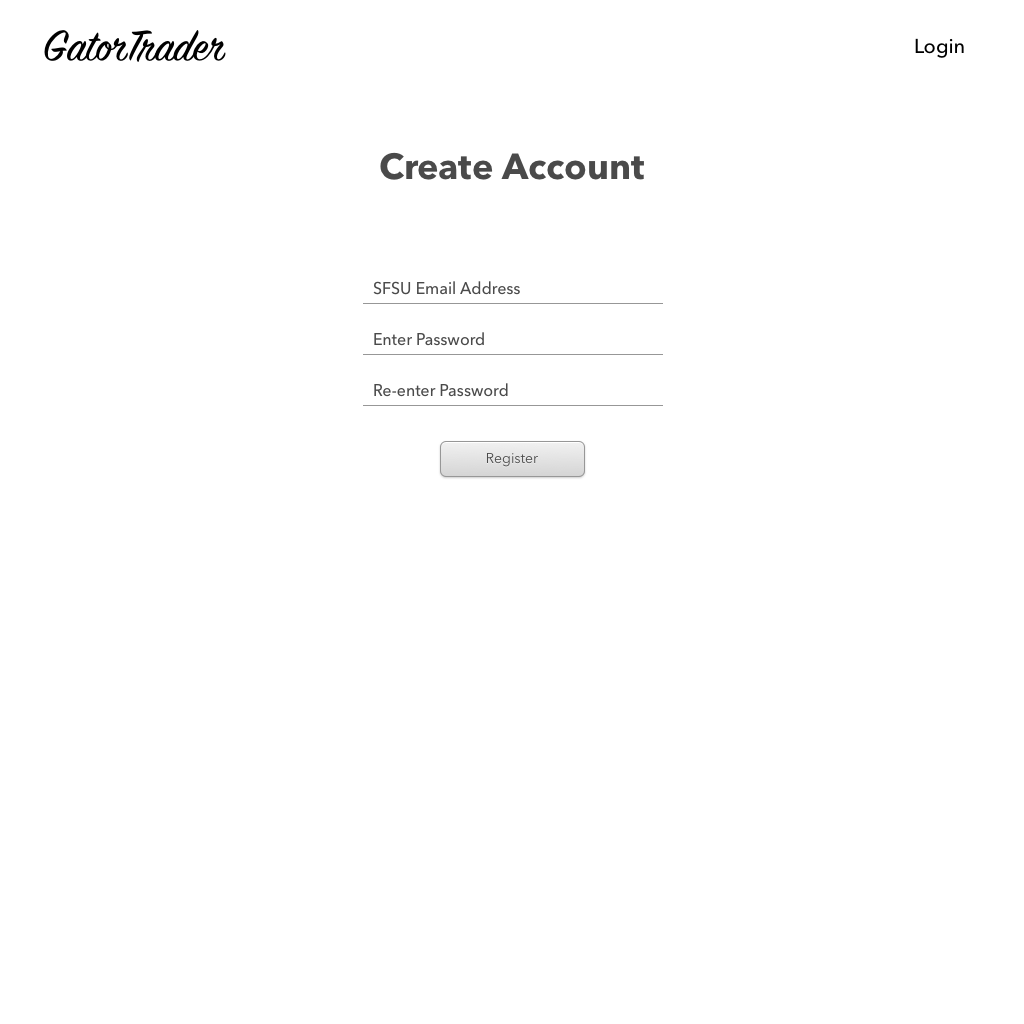 GatorTrader
Login
Create Account
SFSU Email Address
Enter Password
Re-enter Password
Register